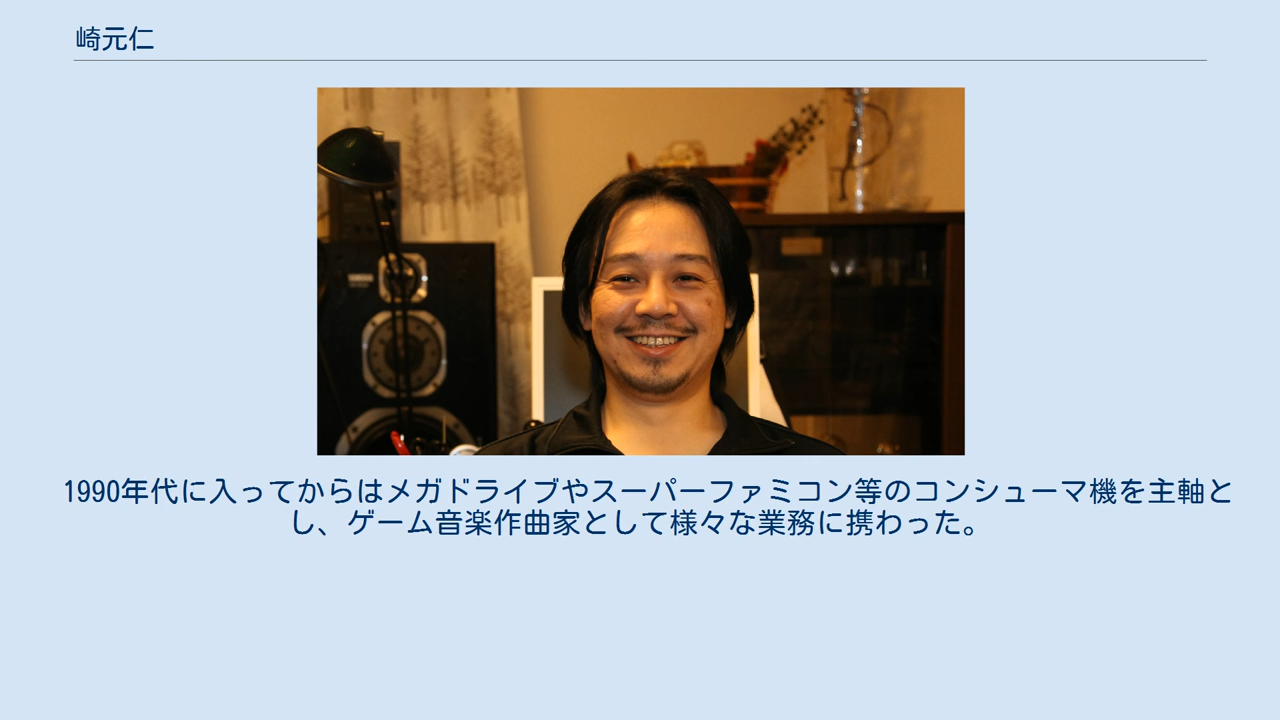 崎元仁
1990年代に入ってからはメガドライブやスーパーファミコン等のコンシューマ機を主軸と
し、ゲーム音楽作曲家として様々な業務に携わった。